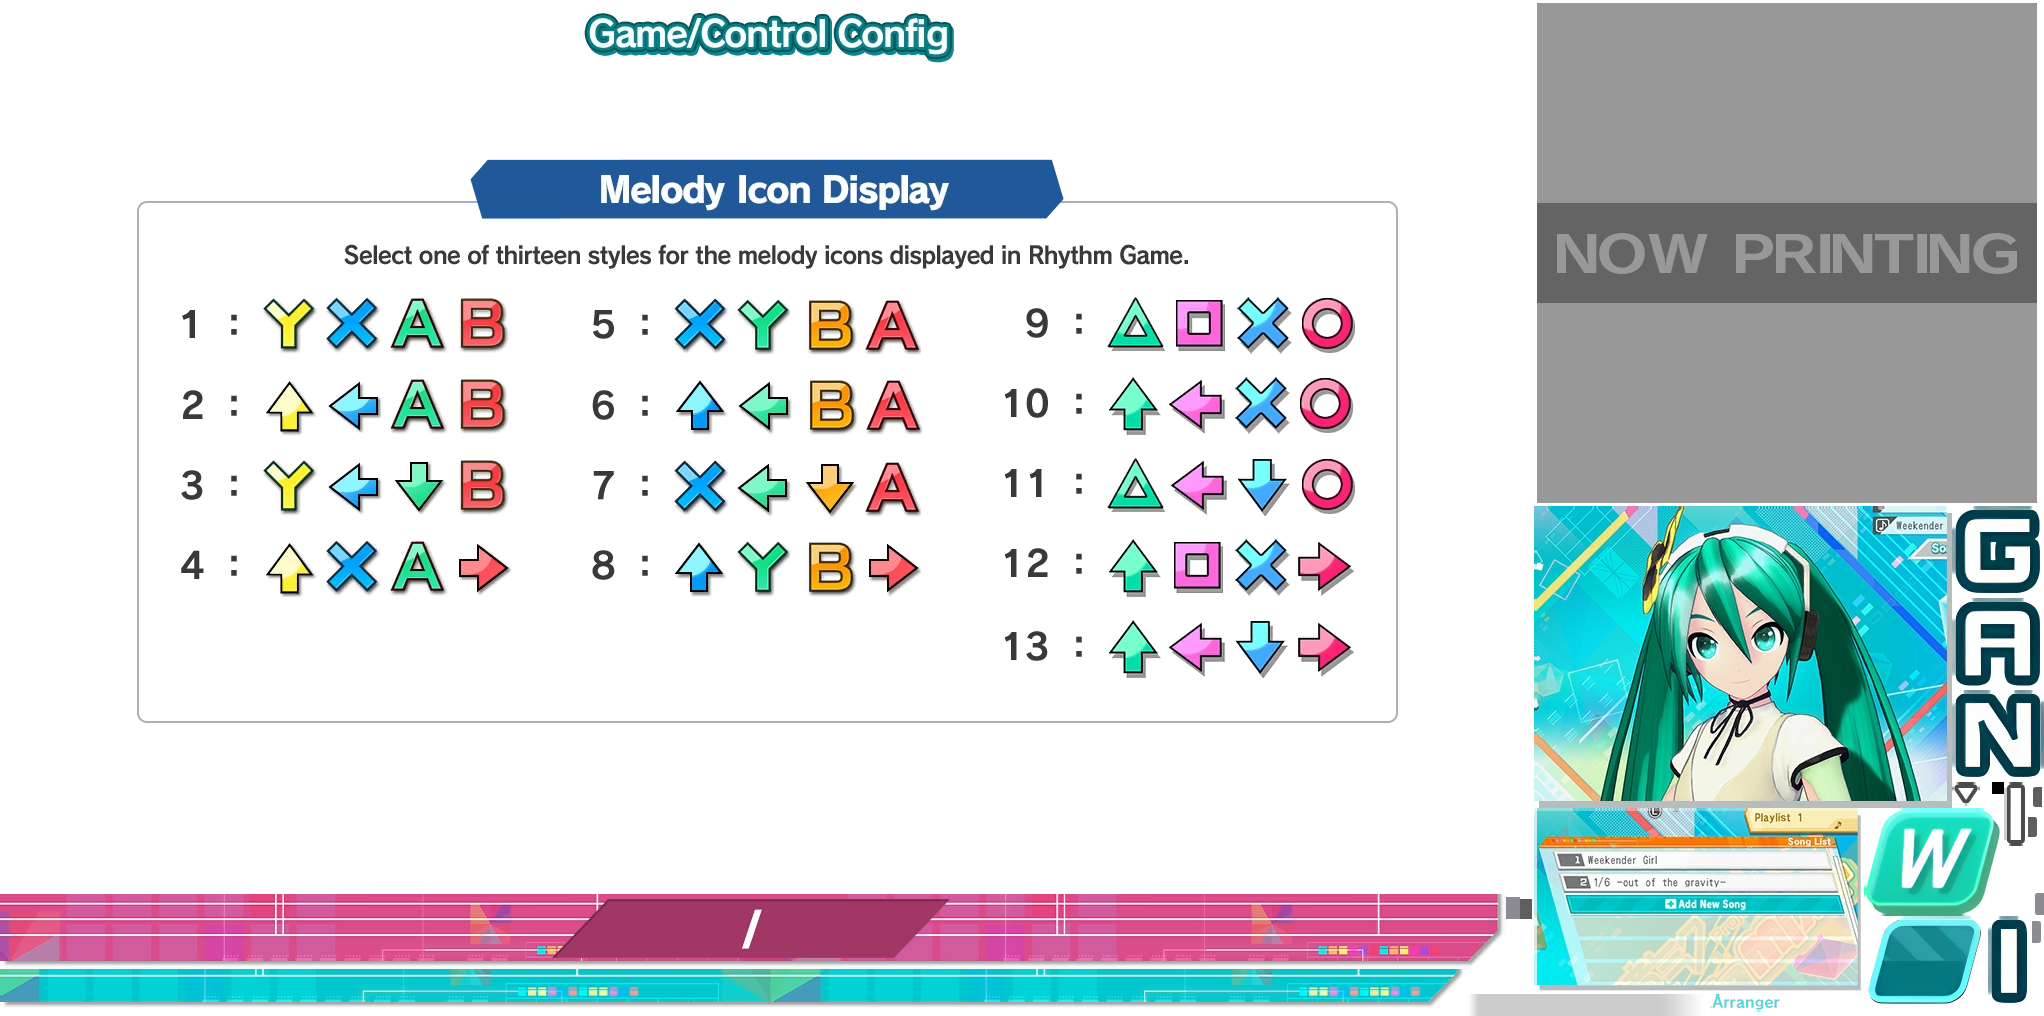 Game/Control Config
Melody Icon Display
Select one of thirteen styles for the melody icons displayed in Rhythm Game.
1 : Y X A B
2 : A B
3 : Y B
4 : X A
5 : X Y B A
6 : B A
7 : X A
8 : Y B
9 :
10 :
11 :
12 :
13 :
/
NOW PRINTING
Weekender
So
GAN
Playlist 1
Song List
1 Weekender Girl
2 1/6 -out of the gravity-
Add New Song
W
Arranger